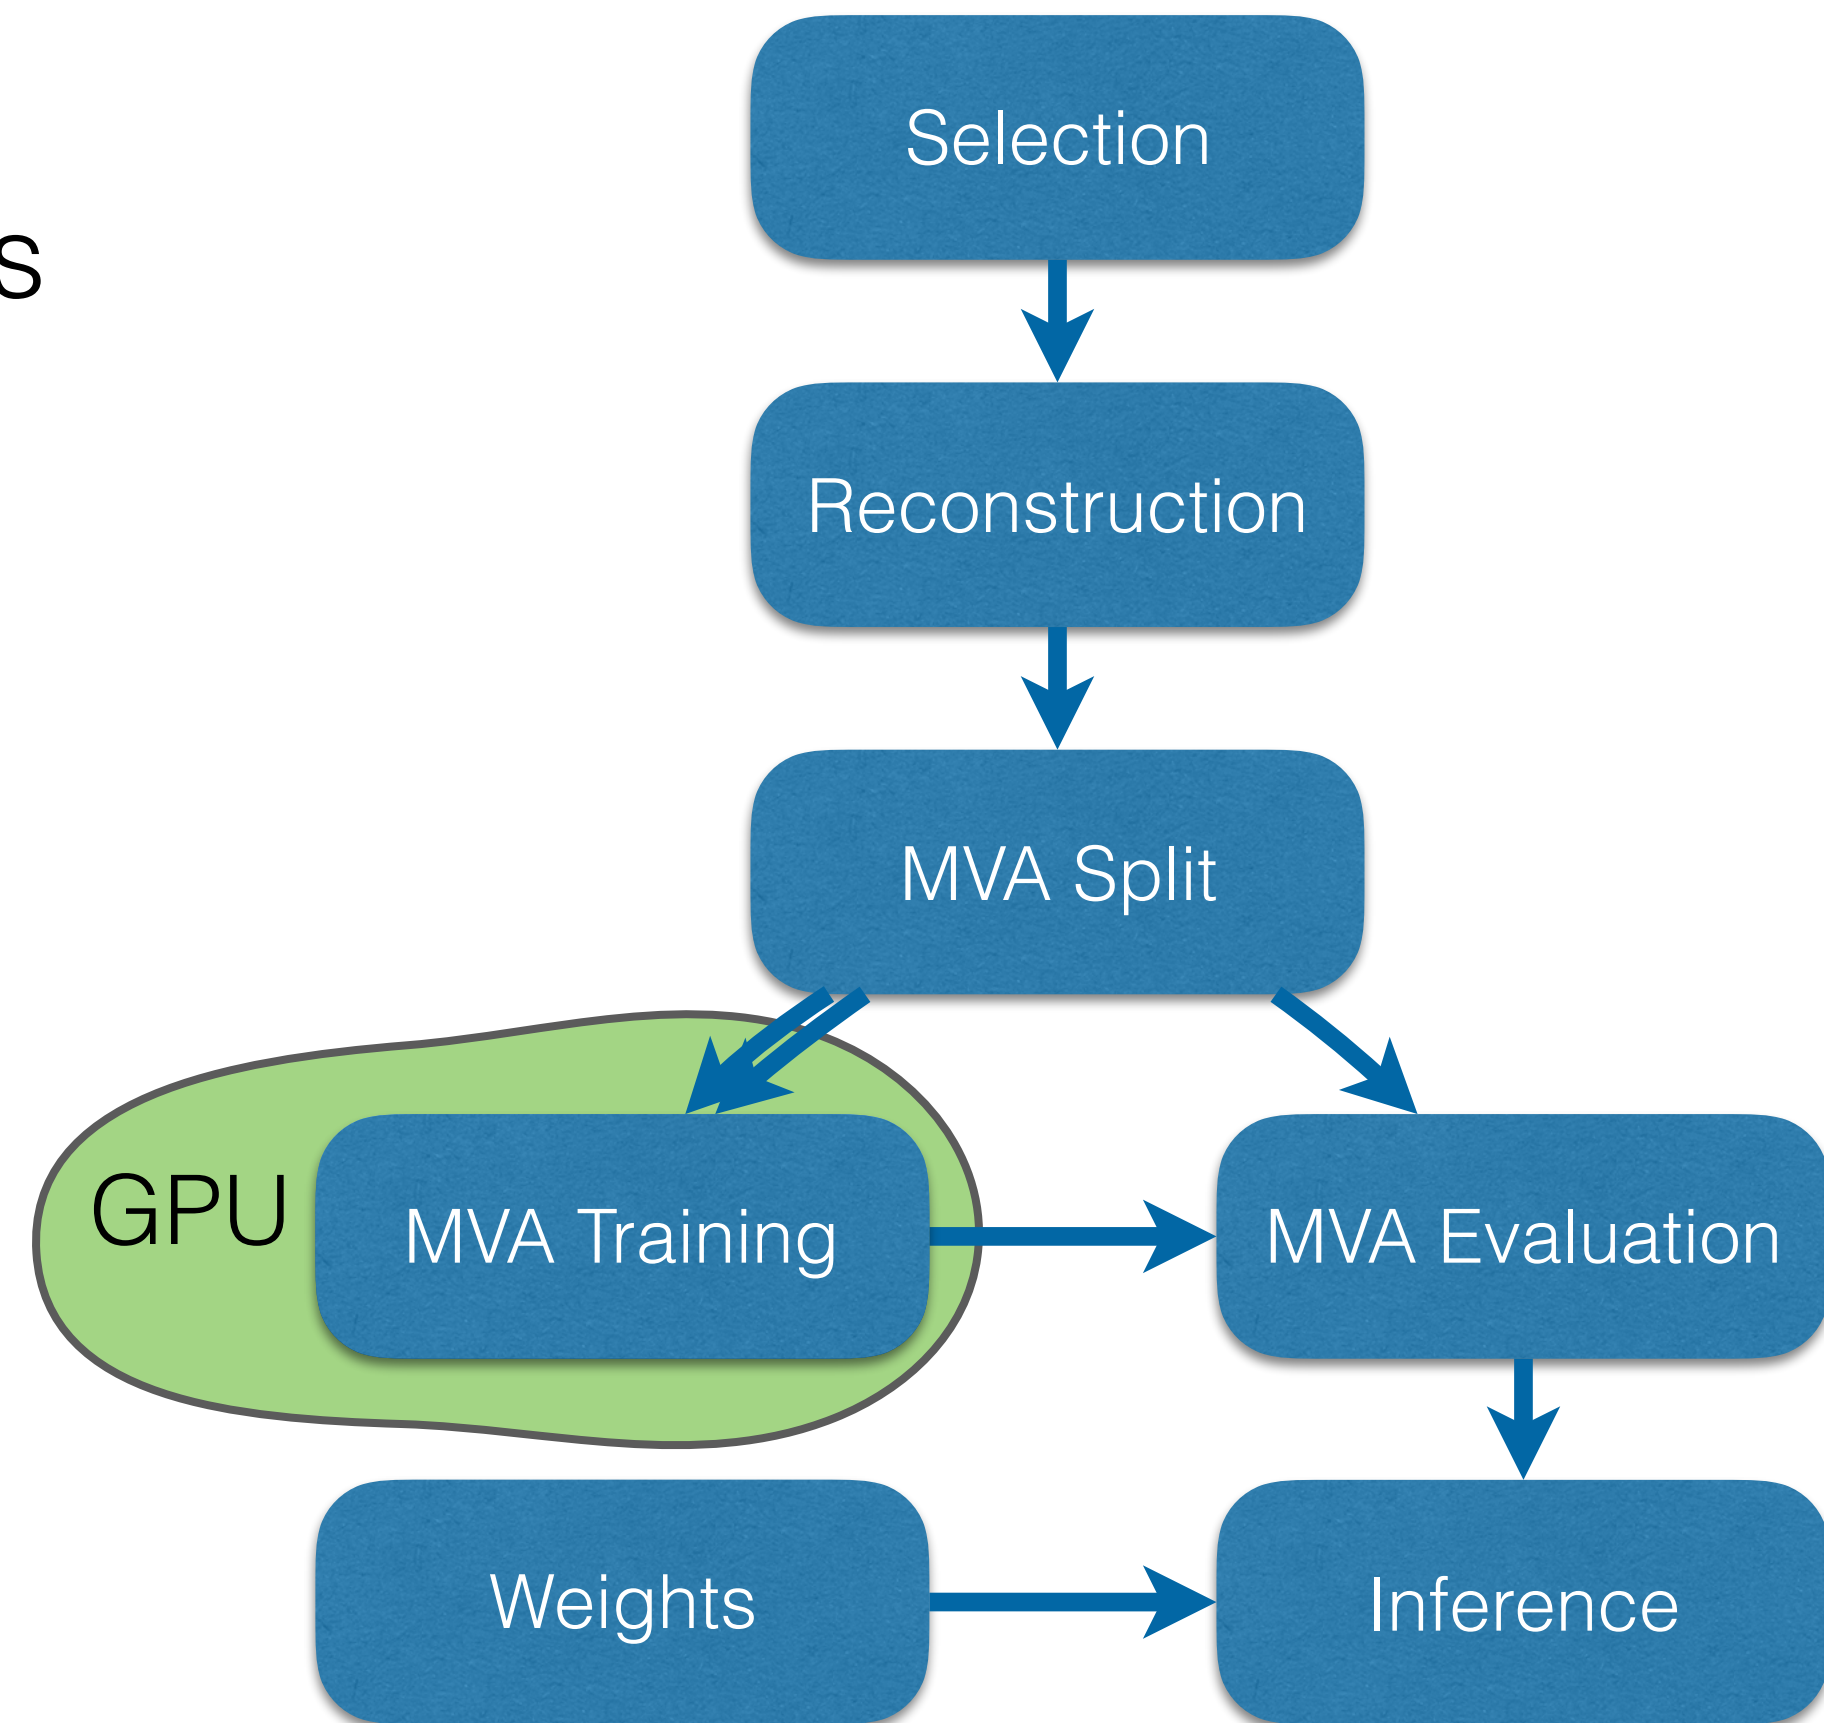 Selection
s
Reconstruction
MVA Split
GPU
MVA Training
MVA Evaluation
Weights
Inference